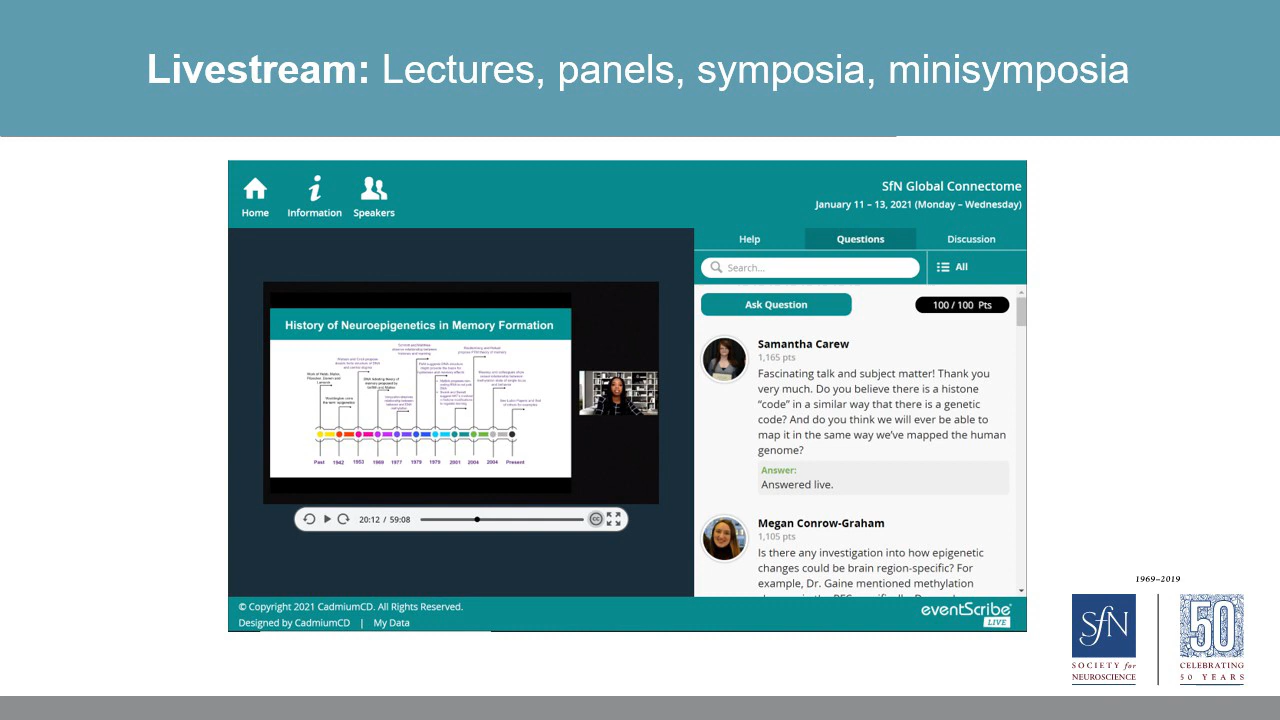 Livestream: Lectures, panels, symposia, minisymposia
Home
Information
Speakers
SfN Global Connectome
January 11 – 13, 2021 (Monday – Wednesday)
Help
Questions
Discussion
Search...
All
Ask Question
100 / 100 Pts
History of Neuroepigenetics in Memory Formation
Past
1942
1953
1969
1977
1979
1979
2001
2004
2004
Present
20:12 / 59:08
CC
Samantha Carew
1,165 pts
Fascinating talk and subject matter! Thank you
very much. Do you believe there is a histone
“code” in a similar way that there is a genetic
code? And do you think we will ever be able to
map it in the same way we’ve mapped the human
genome?
Answer:
Answered live.
Megan Conrow-Graham
1,105 pts
Is there any investigation into how epigenetic
changes could be brain region-specific? For
example, Dr. Gaine mentioned methylation
© Copyright 2021 CadmiumCD. All Rights Reserved.
Designed by CadmiumCD | My Data
eventScribe
LIVE
1969–2019
SfN
SOCIETY for
NEUROSCIENCE
50
CELEBRATING
50 YEARS